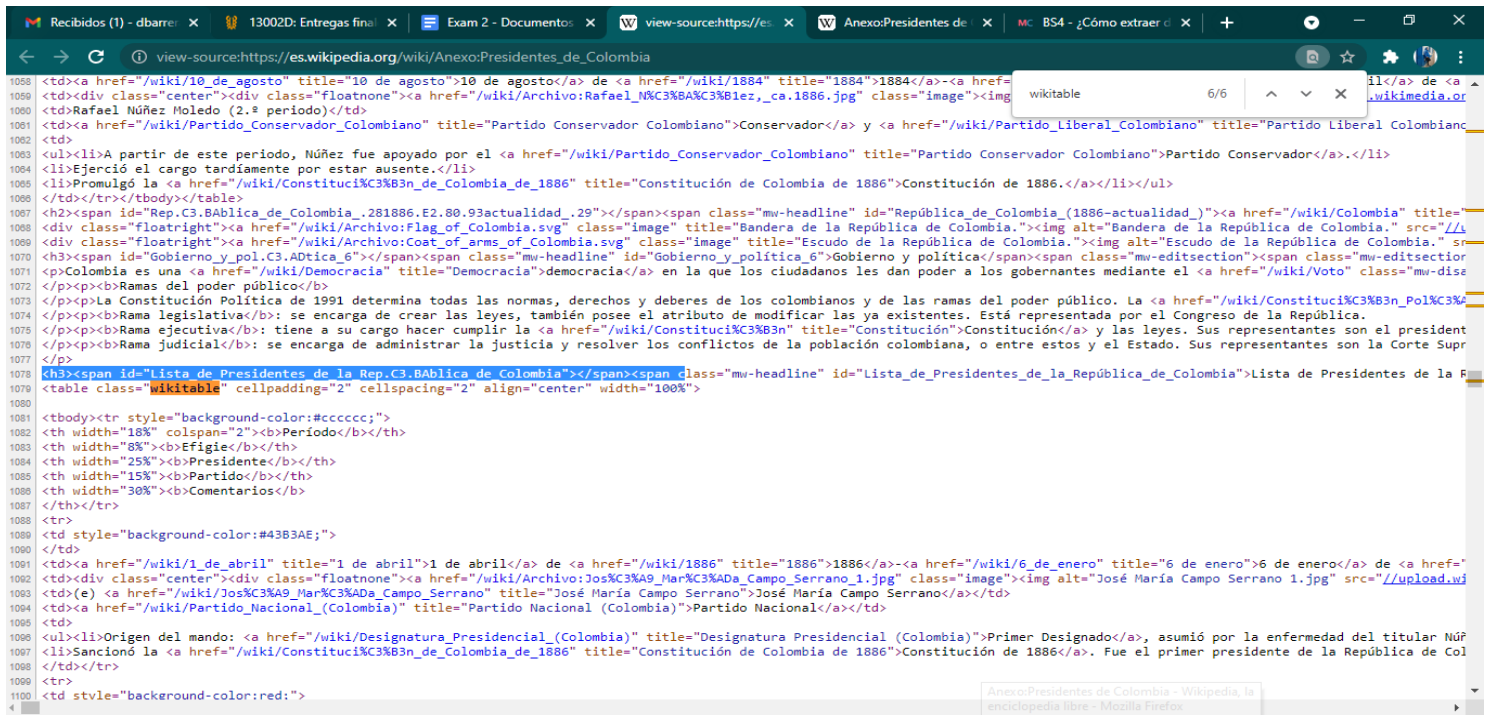 Recibidos (1) - dbarrer
13002D: Entregas final
Exam 2 - Documentos
view-source:https://es.
Anexo:Presidentes de
BS4 - ¿Cómo extraer d
view-source:https://es.wikipedia.org/wiki/Anexo:Presidentes_de_Colombia
wikitable 6/6
1058 <td><a href="/wiki/10_de_agosto" title="10 de agosto">10 de agosto</a> de <a href="/wiki/1884" title="1884">1884</a>-<a href= il</a> de <a
1059 <td><div class="center"><div class="floatnone"><a href="/wiki/Archivo:Rafael_N%C3%BA%C3%B1ez,_ca.1886.jpg" class="image"><img .wikimedia.or
1060 <td>Rafael Núñez Moledo (2.º periodo)</td>
1061 <td><a href="/wiki/Partido_Conservador_Colombiano" title="Partido Conservador Colombiano">Conservador</a> y <a href="/wiki/Partido_Liberal_Colombiano" title="Partido Liberal Colombianc
1062 <td>
1063 <ul><li>A partir de este periodo, Núñez fue apoyado por el <a href="/wiki/Partido_Conservador_Colombiano" title="Partido Conservador Colombiano">Partido Conservador</a>.</li>
1064 <li>Ejerció el cargo tardíamente por estar ausente.</li>
1065 <li>Promulgó la <a href="/wiki/Constituci%C3%B3n_de_Colombia_de_1886" title="Constitución de Colombia de 1886">Constitución de 1886.</a></li></ul>
1066 </td></tr></tbody></table>
1067 <h2><span id="Rep.C3.BAblica_de_Colombia_.281886.E2.80.93actualidad_.29"></span><span class="mw-headline" id="República_de_Colombia_(1886-actualidad_)"><a href="/wiki/Colombia" title="
1068 <div class="floatright"><a href="/wiki/Archivo:Flag_of_Colombia.svg" class="image" title="Bandera de la República de Colombia."><img alt="Bandera de la República de Colombia." src="//u
1069 <div class="floatright"><a href="/wiki/Archivo:Coat_of_arms_of_Colombia.svg" class="image" title="Escudo de la República de Colombia."><img alt="Escudo de la República de Colombia." sr
1070 <h3><span id="Gobierno_y_pol.C3.ADtica_6"></span><span class="mw-headline" id="Gobierno_y_política_6">Gobierno y política</span><span class="mw-editsection"><span class="mw-editsection
1071 <p>Colombia es una <a href="/wiki/Democracia" title="Democracia">democracia</a> en la que los ciudadanos les dan poder a los gobernantes mediante el <a href="/wiki/Voto" class="mw-disa
1072 </p><p><b>Ramas del poder público</b>
1073 </p><p>La Constitución Política de 1991 determina todas las normas, derechos y deberes de los colombianos y de las ramas del poder público. La <a href="/wiki/Constituci%C3%B3n_Pol%C3%A
1074 </p><p><b>Rama legislativa</b>: se encarga de crear las leyes, también posee el atributo de modificar las ya existentes. Está representada por el Congreso de la República.
1075 </p><p><b>Rama ejecutiva</b>: tiene a su cargo hacer cumplir la <a href="/wiki/Constituci%C3%B3n" title="Constitución">Constitución</a> y las leyes. Sus representantes son el president
1076 </p><p><b>Rama judicial</b>: se encarga de administrar la justicia y resolver los conflictos de la población colombiana, o entre estos y el Estado. Sus representantes son la Corte Supr
1077 </p>
1078 <h3><span id="Lista_de_Presidentes_de_la_Rep.C3.BAblica_de_Colombia"></span><span class="mw-headline" id="Lista_de_Presidentes_de_la_República_de_Colombia">Lista de Presidentes de la R
1079 <table class="wikitable" cellpadding="2" cellspacing="2" align="center" width="100%">
1080
1081 <tbody><tr style="background-color:#cccccc;">
1082 <th width="18%" colspan="2"><b>Período</b></th>
1083 <th width="8%"><b>Efigie</b></th>
1084 <th width="25%"><b>Presidente</b></th>
1085 <th width="15%"><b>Partido</b></th>
1086 <th width="30%"><b>Comentarios</b>
1087 </th></tr>
1088 <tr>
1089 <td style="background-color:#43B3AE;">
1090 </td>
1091 <td><a href="/wiki/1_de_abril" title="1 de abril">1 de abril</a> de <a href="/wiki/1886" title="1886">1886</a>-<a href="/wiki/6_de_enero" title="6 de enero">6 de enero</a> de <a href="
1092 <td><div class="center"><div class="floatnone"><a href="/wiki/Archivo:Jos%C3%A9_Mar%C3%ADa_Campo_Serrano_1.jpg" class="image"><img alt="José María Campo Serrano 1.jpg" src="//upload.wi
1093 <td>(e) <a href="/wiki/Jos%C3%A9_Mar%C3%ADa_Campo_Serrano" title="José María Campo Serrano">José María Campo Serrano</a></td>
1094 <td><a href="/wiki/Partido_Nacional_(Colombia)" title="Partido Nacional (Colombia)">Partido Nacional</a></td>
1095 <td>
1096 <ul><li>Origen del mando: <a href="/wiki/Designatura_Presidencial_(Colombia)" title="Designatura Presidencial (Colombia)">Primer Designado</a>, asumió por la enfermedad del titular Núñ
1097 <li>Sancionó la <a href="/wiki/Constituci%C3%B3n_de_Colombia_de_1886" title="Constitución de Colombia de 1886">Constitución de 1886</a>. Fue el primer presidente de la República de Col
1098 </td></tr>
1099 <tr>
1100 <td style="background-color:red;">
Anexo:Presidentes de Colombia - Wikipedia, la
enciclopedia libre - Mozilla Firefox